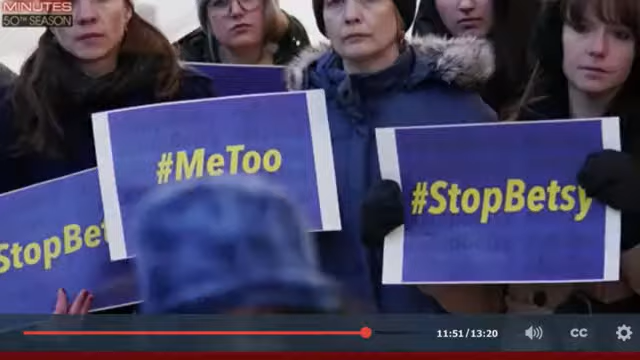 MINUTES
50TH SEASON
#MeToo
#StopBetsy
StopBet
11:51/13:20
CC